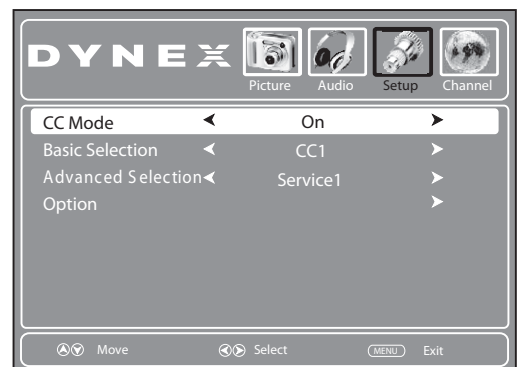 DYNEX
Picture Audio Setup Channel
CC Mode On
Basic Selection CC1
Advanced Selection Service1
Option
Move Select MENU Exit